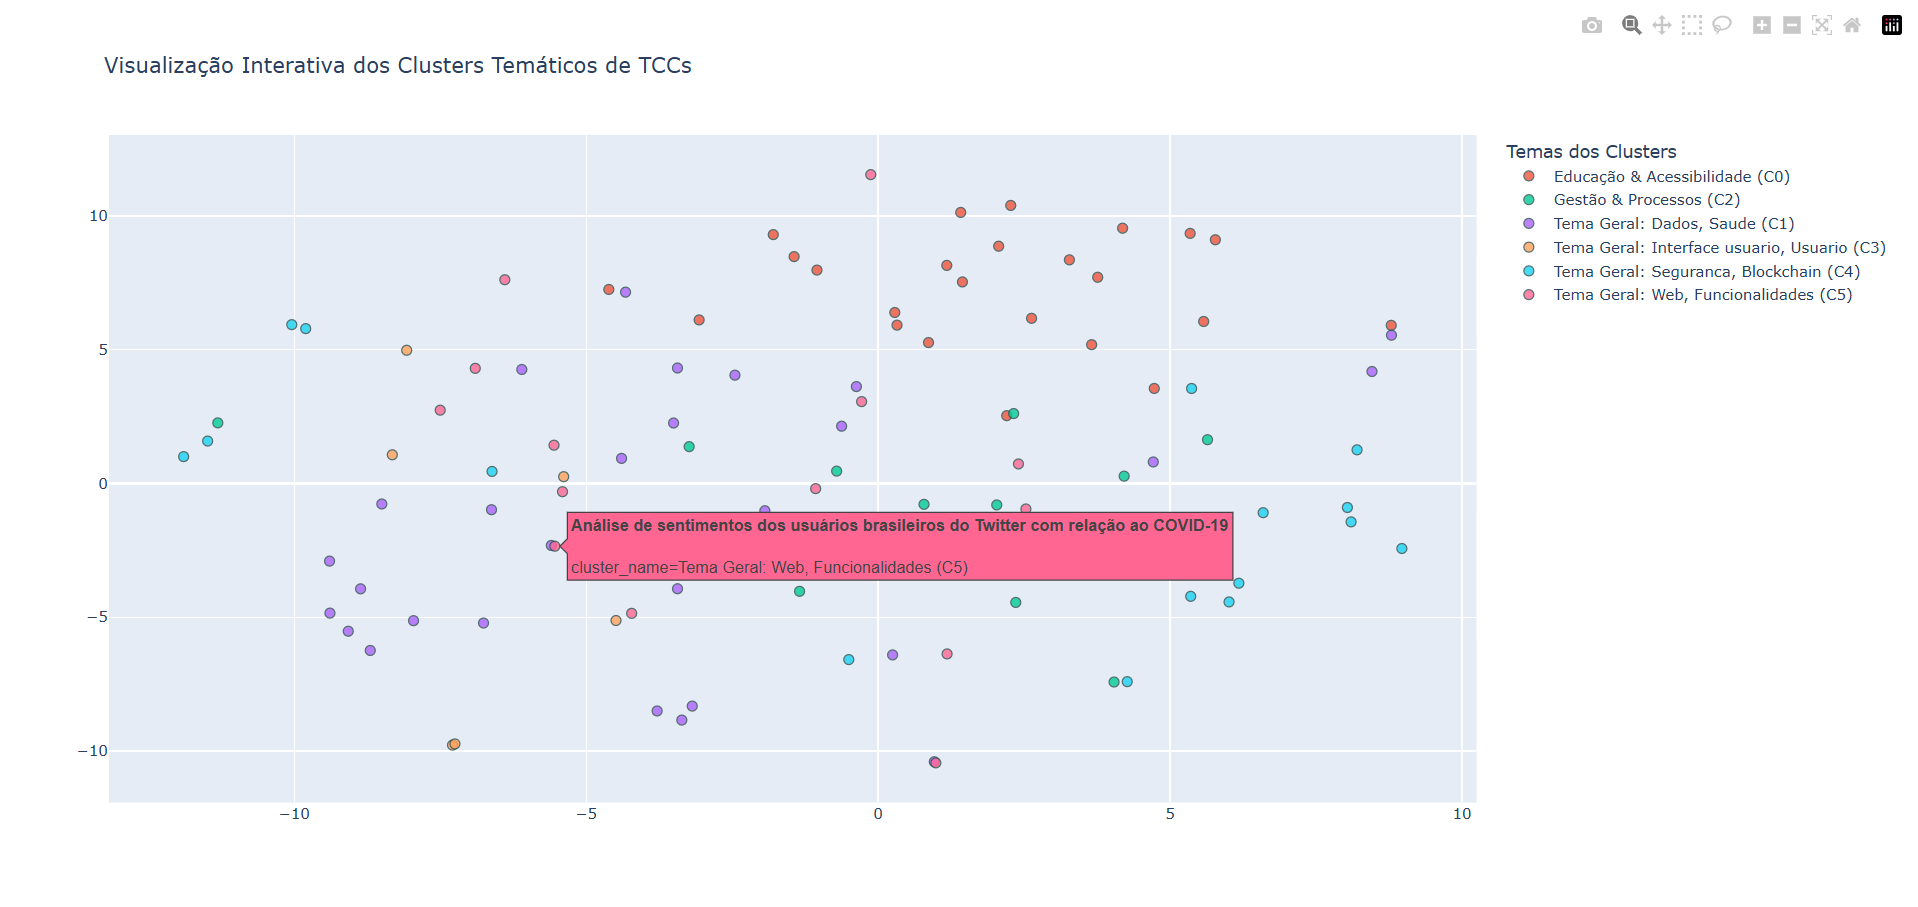 Visualização Interativa dos Clusters Temáticos de TCCs
Temas dos Clusters
Educação & Acessibilidade (C0)
Gestão & Processos (C2)
Tema Geral: Dados, Saude (C1)
Tema Geral: Interface usuario, Usuario (C3)
Tema Geral: Seguranca, Blockchain (C4)
Tema Geral: Web, Funcionalidades (C5)
10
5
0
−5
−10
Análise de sentimentos dos usuários brasileiros do Twitter com relação ao COVID-19
cluster_name=Tema Geral: Web, Funcionalidades (C5)
−10
−5
0
5
10